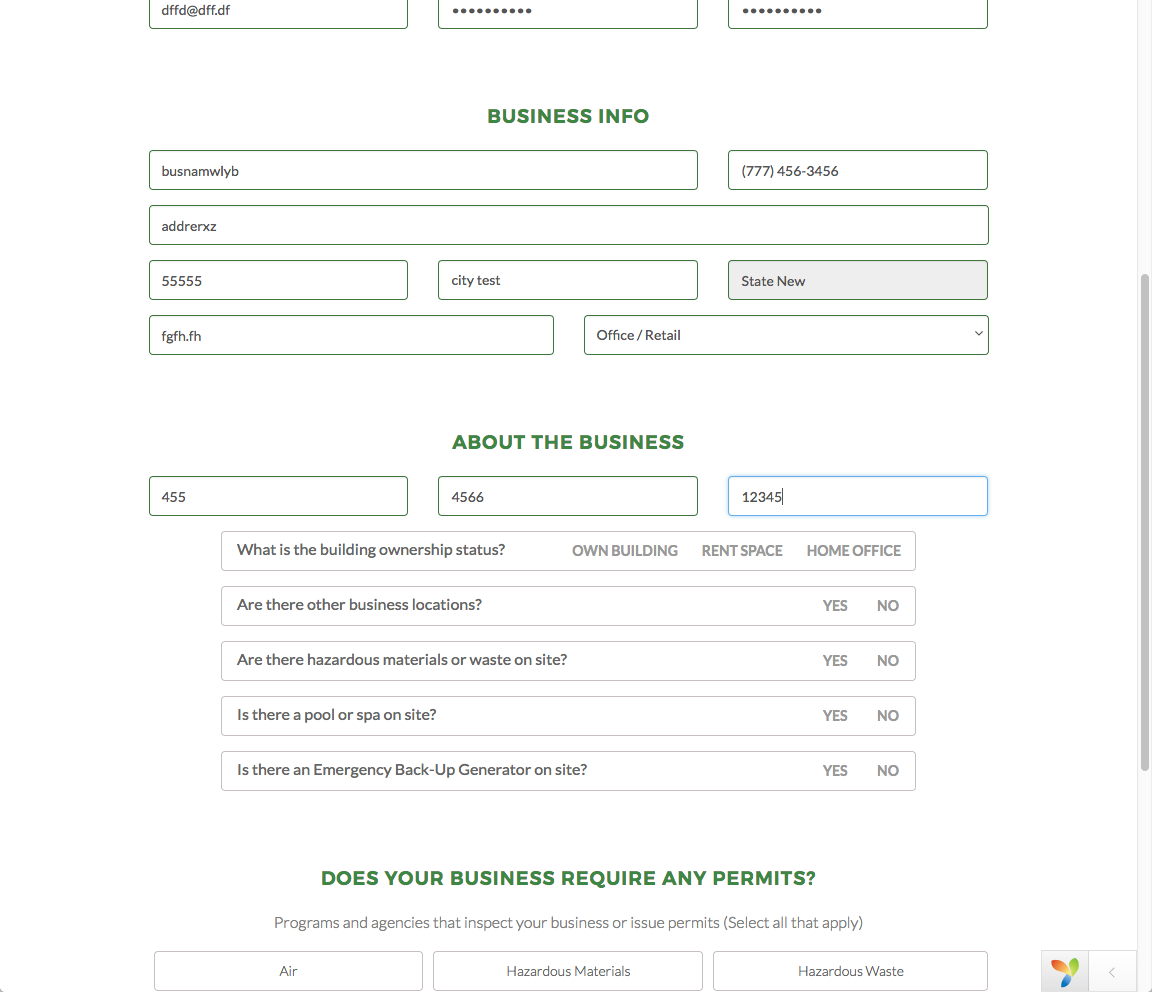 dffd@dff.df •••••••••• ••••••••••
BUSINESS INFO
busnamwlyb (777) 456-3456
addrerxz
55555 city test State New
fgfh.fh Office / Retail
ABOUT THE BUSINESS
455 4566 12345
What is the building ownership status? OWN BUILDING RENT SPACE HOME OFFICE
Are there other business locations? YES NO
Are there hazardous materials or waste on site? YES NO
Is there a pool or spa on site? YES NO
Is there an Emergency Back-Up Generator on site? YES NO
DOES YOUR BUSINESS REQUIRE ANY PERMITS?
Programs and agencies that inspect your business or issue permits (Select all that apply)
Air Hazardous Materials Hazardous Waste